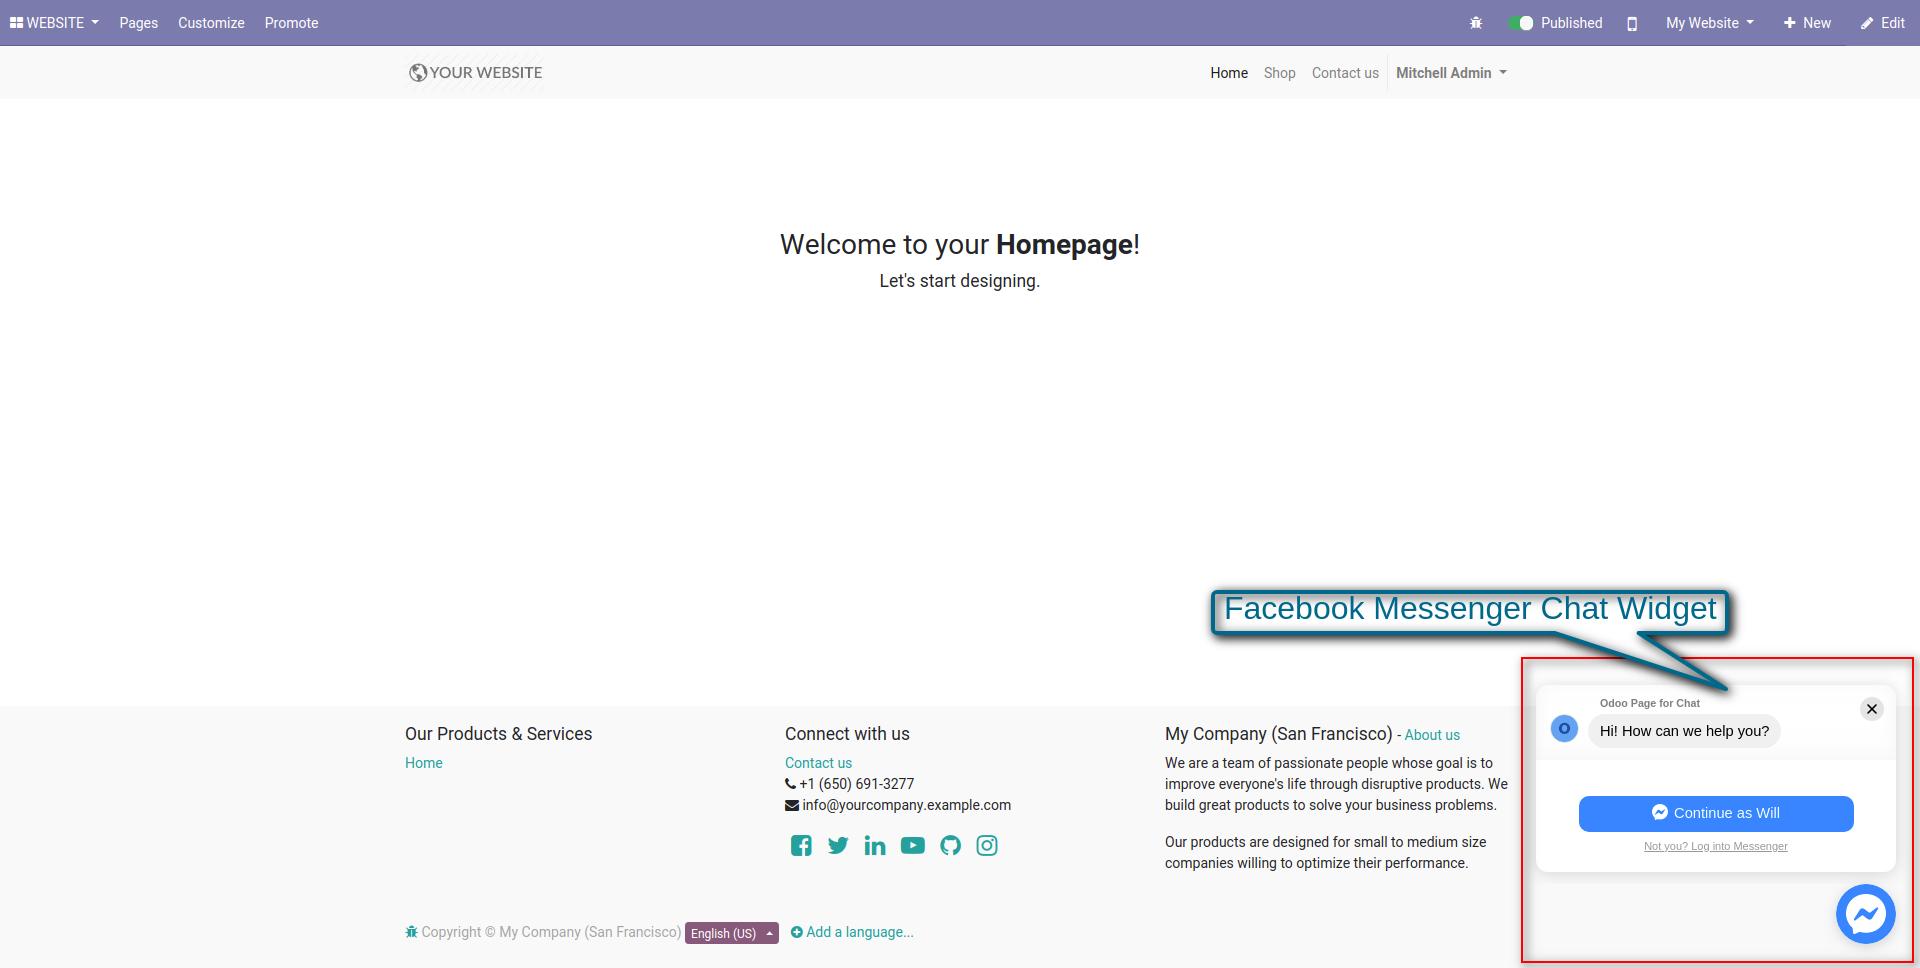 WEBSITE Pages Customize Promote Published My Website New Edit
YOUR WEBSITE Home Shop Contact us Mitchell Admin
Welcome to your Homepage!
Let's start designing.
Facebook Messenger Chat Widget
Our Products & Services
Home
Connect with us
Contact us
+1 (650) 691-3277
info@yourcompany.example.com
My Company (San Francisco) - About us
We are a team of passionate people whose goal is to
improve everyone's life through disruptive products. We
build great products to solve your business problems.
Our products are designed for small to medium size
companies willing to optimize their performance.
Odoo Page for Chat
O
Hi! How can we help you?
Continue as Will
Not you? Log into Messenger
Copyright © My Company (San Francisco) English (US) Add a language...